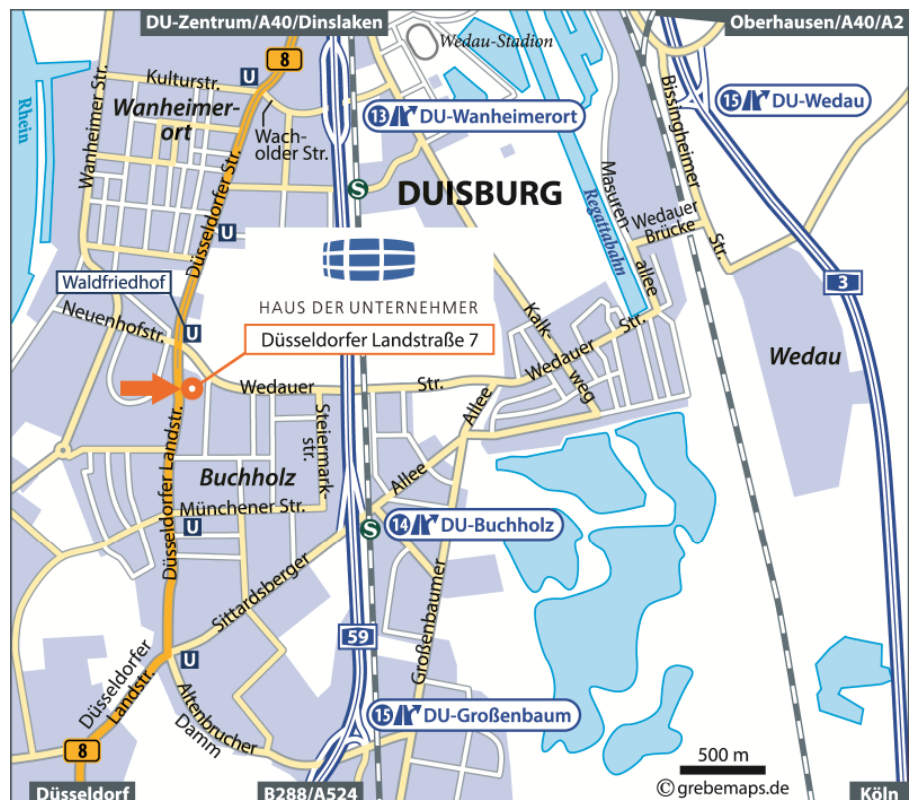 DU-Zentrum/A40/Dinslaken
Oberhausen/A40/A2
Wedau-Stadion
8
U
Kulturstr.
Wanheimer-
ort
Wanheimer Str.
Rhein
Wach-
older Str.
13 DU-Wanheimerort
15 DU-Wedau
Bissingheimer
Str.
S
DUISBURG
Masuren-
allee
Regattabahn
Wedauer
Brücke
Düsseldorfer Str.
U
3
HAUS DER UNTERNEHMER
Waldfriedhof
Neuenhofstr.
U
Düsseldorfer Landstraße 7
Kalk-
weg
Wedauer Str.
Wedau
Wedauer
Str.
Allee
Steiermark-
str.
Düsseldorfer Landstr.
Buchholz
Allee
Münchener Str.
U
S
14 DU-Buchholz
Sittardsberger
Großenbaumer
59
U
Düsseldorfer
Landstr.
Altenbrucher
Damm
15 DU-Großenbaum
8
500 m
© grebemaps.de
Düsseldorf
B288/A524
Köln